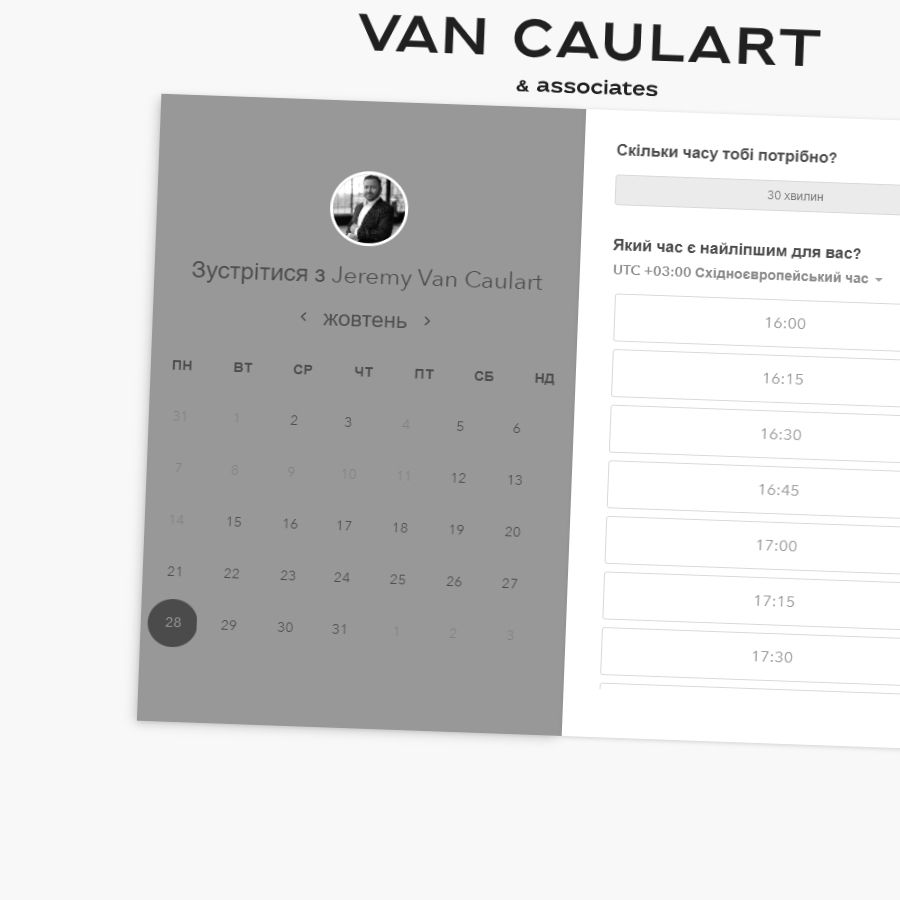 VAN CAULART
& associates
Зустрітися з Jeremy Van Caulart
жовтень
ПН ВТ СР ЧТ ПТ СБ НД
31 1 2 3 4 5 6
7 8 9 10 11 12 13
14 15 16 17 18 19 20
21 22 23 24 25 26 27
28 29 30 31 1 2 3
Скільки часу тобі потрібно?
30 хвилин
Який час є найліпшим для вас?
UTC +03:00 Східноєвропейський час
16:00
16:15
16:30
16:45
17:00
17:15
17:30